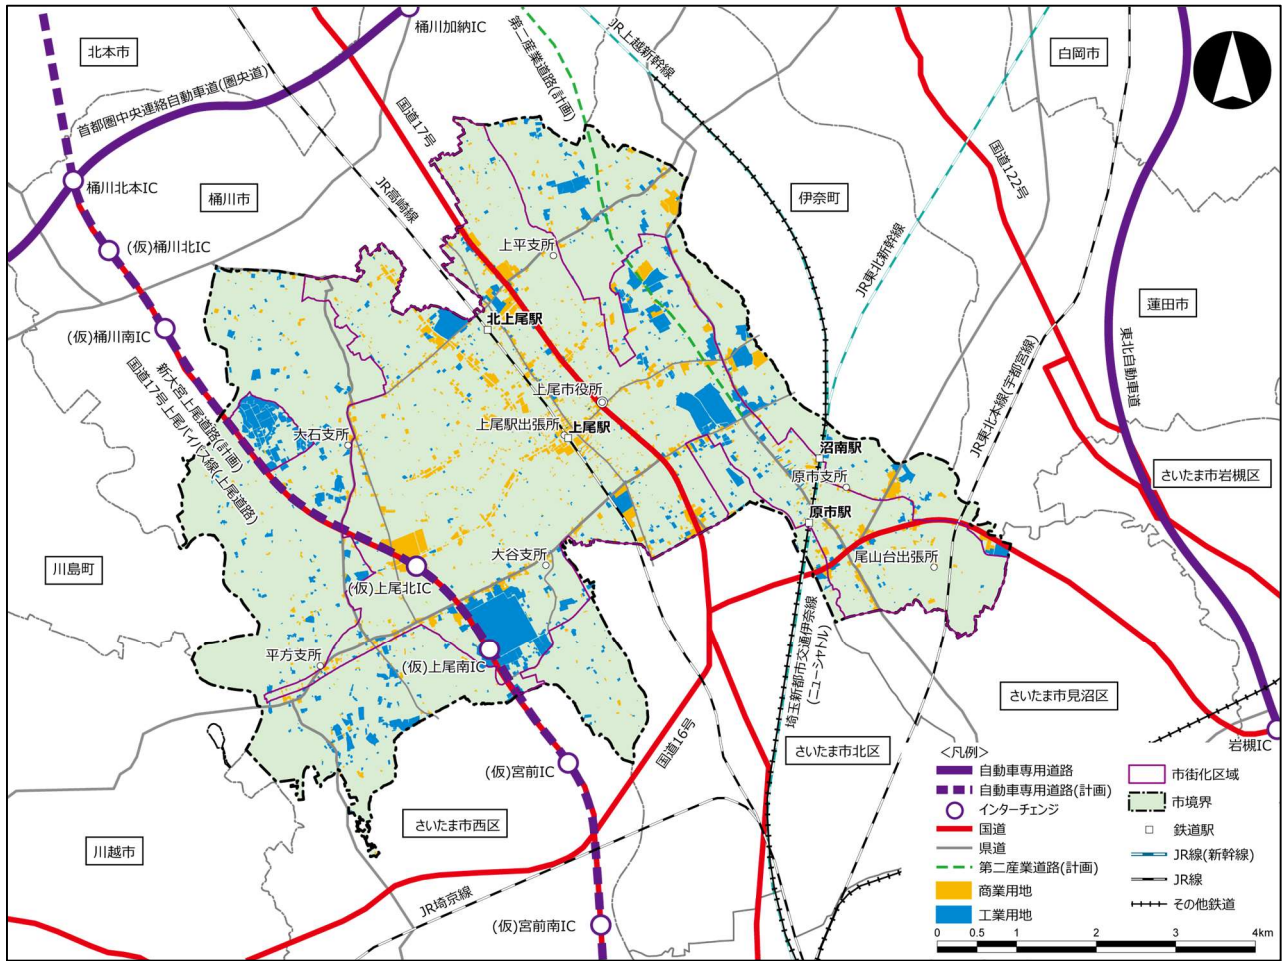 桶川加納IC
北本市
首都圏中央連絡自動車道(圏央道)
国道17号
第二産業道路(計画)
JR上越新幹線
白岡市
国道122号
桶川北本IC
桶川市
JR高崎線
伊奈町
(仮)桶川北IC
上平支所
JR東北新幹線
蓮田市
(仮)桶川南IC
北上尾駅
東北自動車道
JR東北本線(宇都宮線)
新大宮上尾道路(計画)
国道17号上尾バイパス線(上尾道路)
上尾市役所
大石支所
上尾駅出張所
上尾駅
沼南駅
原市支所
さいたま市岩槻区
原市駅
川島町
大谷支所
尾山台出張所
(仮)上尾北IC
平方支所
(仮)上尾南IC
埼玉新都市交通伊奈線
(ニューシャトル)
さいたま市見沼区
国道16号
さいたま市北区
岩槻IC
(仮)宮前IC
さいたま市西区
川越市
JR埼京線
(仮)宮前南IC
<凡例>
自動車専用道路
自動車専用道路(計画)
インターチェンジ
国道
県道
第二産業道路(計画)
商業用地
工業用地
市街化区域
市境界
鉄道駅
JR線(新幹線)
JR線
その他鉄道
0 0.5 1 2 3 4km